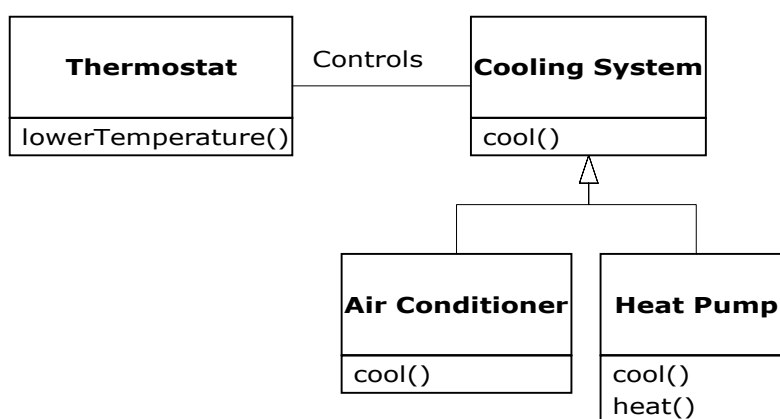 Thermostat
Controls
Cooling System
lowerTemperature()
cool()
Air Conditioner
Heat Pump
cool()
cool()
heat()